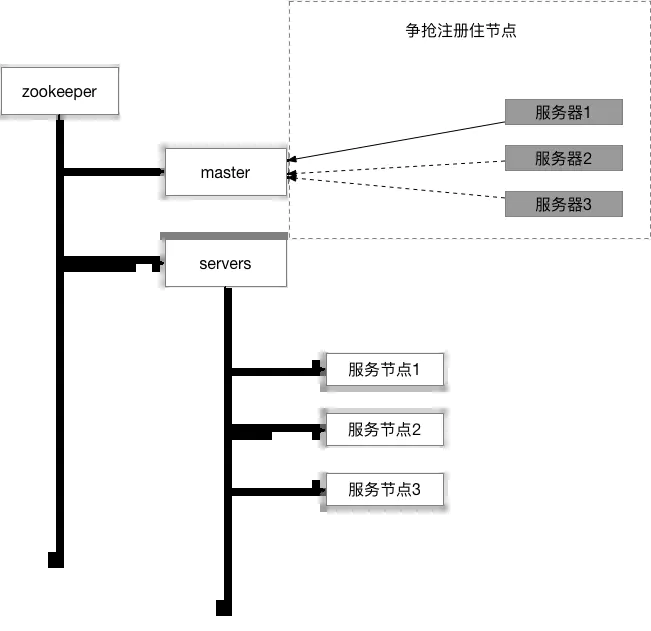 争抢注册住节点
zookeeper
服务器1
服务器2
master
服务器3
servers
服务节点1
服务节点2
服务节点3